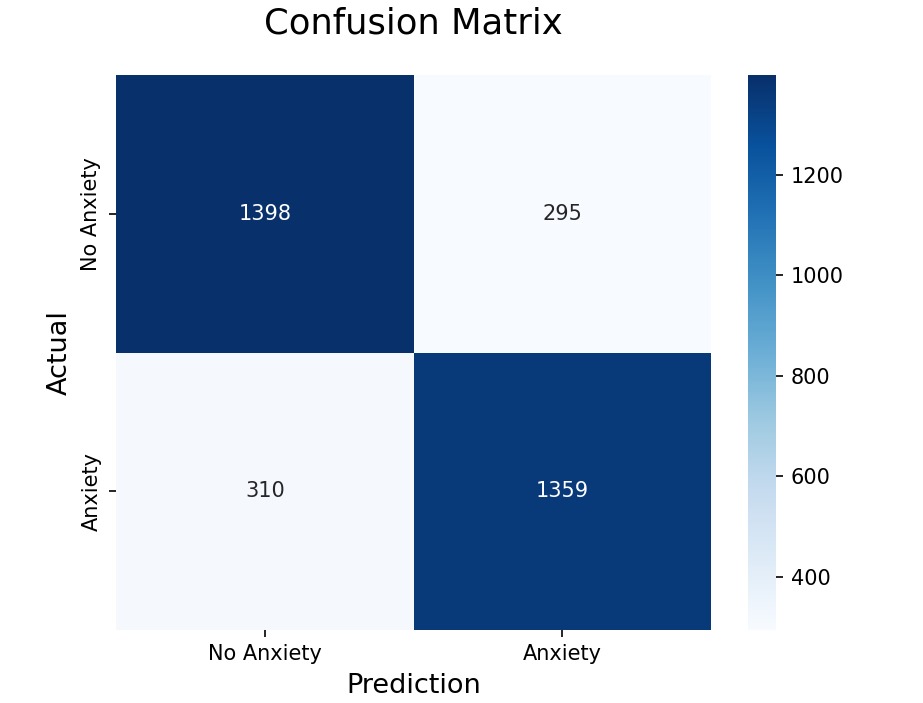 Confusion Matrix
No Anxiety
1398
295
1200
1000
Actual
800
600
Anxiety
310
1359
400
No Anxiety
Anxiety
Prediction